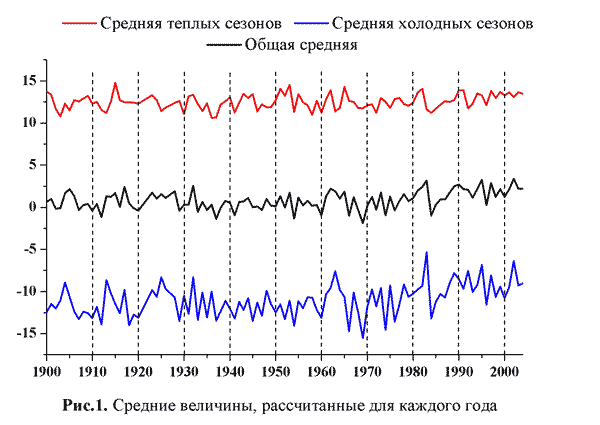 Средняя теплых сезонов Средняя холодных сезонов
Общая средняя
15
10
5
0
-5
-10
-15
1900 1910 1920 1930 1940 1950 1960 1970 1980 1990 2000
Рис.1. Средние величины, рассчитанные для каждого года